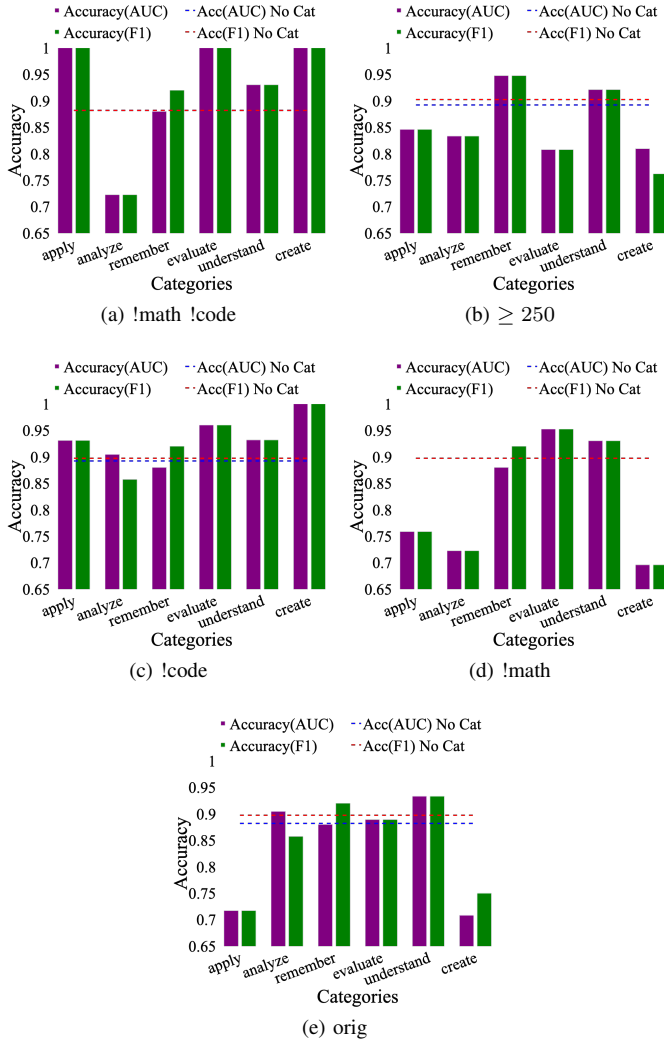 Accuracy(AUC) Acc(AUC) No Cat
Accuracy(F1) Acc(F1) No Cat
1
0.95
0.9
0.85
0.8
0.75
0.7
0.65
Accuracy
apply analyze remember evaluate understand create
Categories
(a) !math !code
Accuracy(AUC) Acc(AUC) No Cat
Accuracy(F1) Acc(F1) No Cat
1
0.95
0.9
0.85
0.8
0.75
0.7
0.65
Accuracy
apply analyze remember evaluate understand create
Categories
(b) ≥ 250
Accuracy(AUC) Acc(AUC) No Cat
Accuracy(F1) Acc(F1) No Cat
1
0.95
0.9
0.85
0.8
0.75
0.7
0.65
Accuracy
apply analyze remember evaluate understand create
Categories
(c) !code
Accuracy(AUC) Acc(AUC) No Cat
Accuracy(F1) Acc(F1) No Cat
1
0.95
0.9
0.85
0.8
0.75
0.7
0.65
Accuracy
apply analyze remember evaluate understand create
Categories
(d) !math
Accuracy(AUC) Acc(AUC) No Cat
Accuracy(F1) Acc(F1) No Cat
1
0.95
0.9
0.85
0.8
0.75
0.7
0.65
Accuracy
apply analyze remember evaluate understand create
Categories
(e) orig